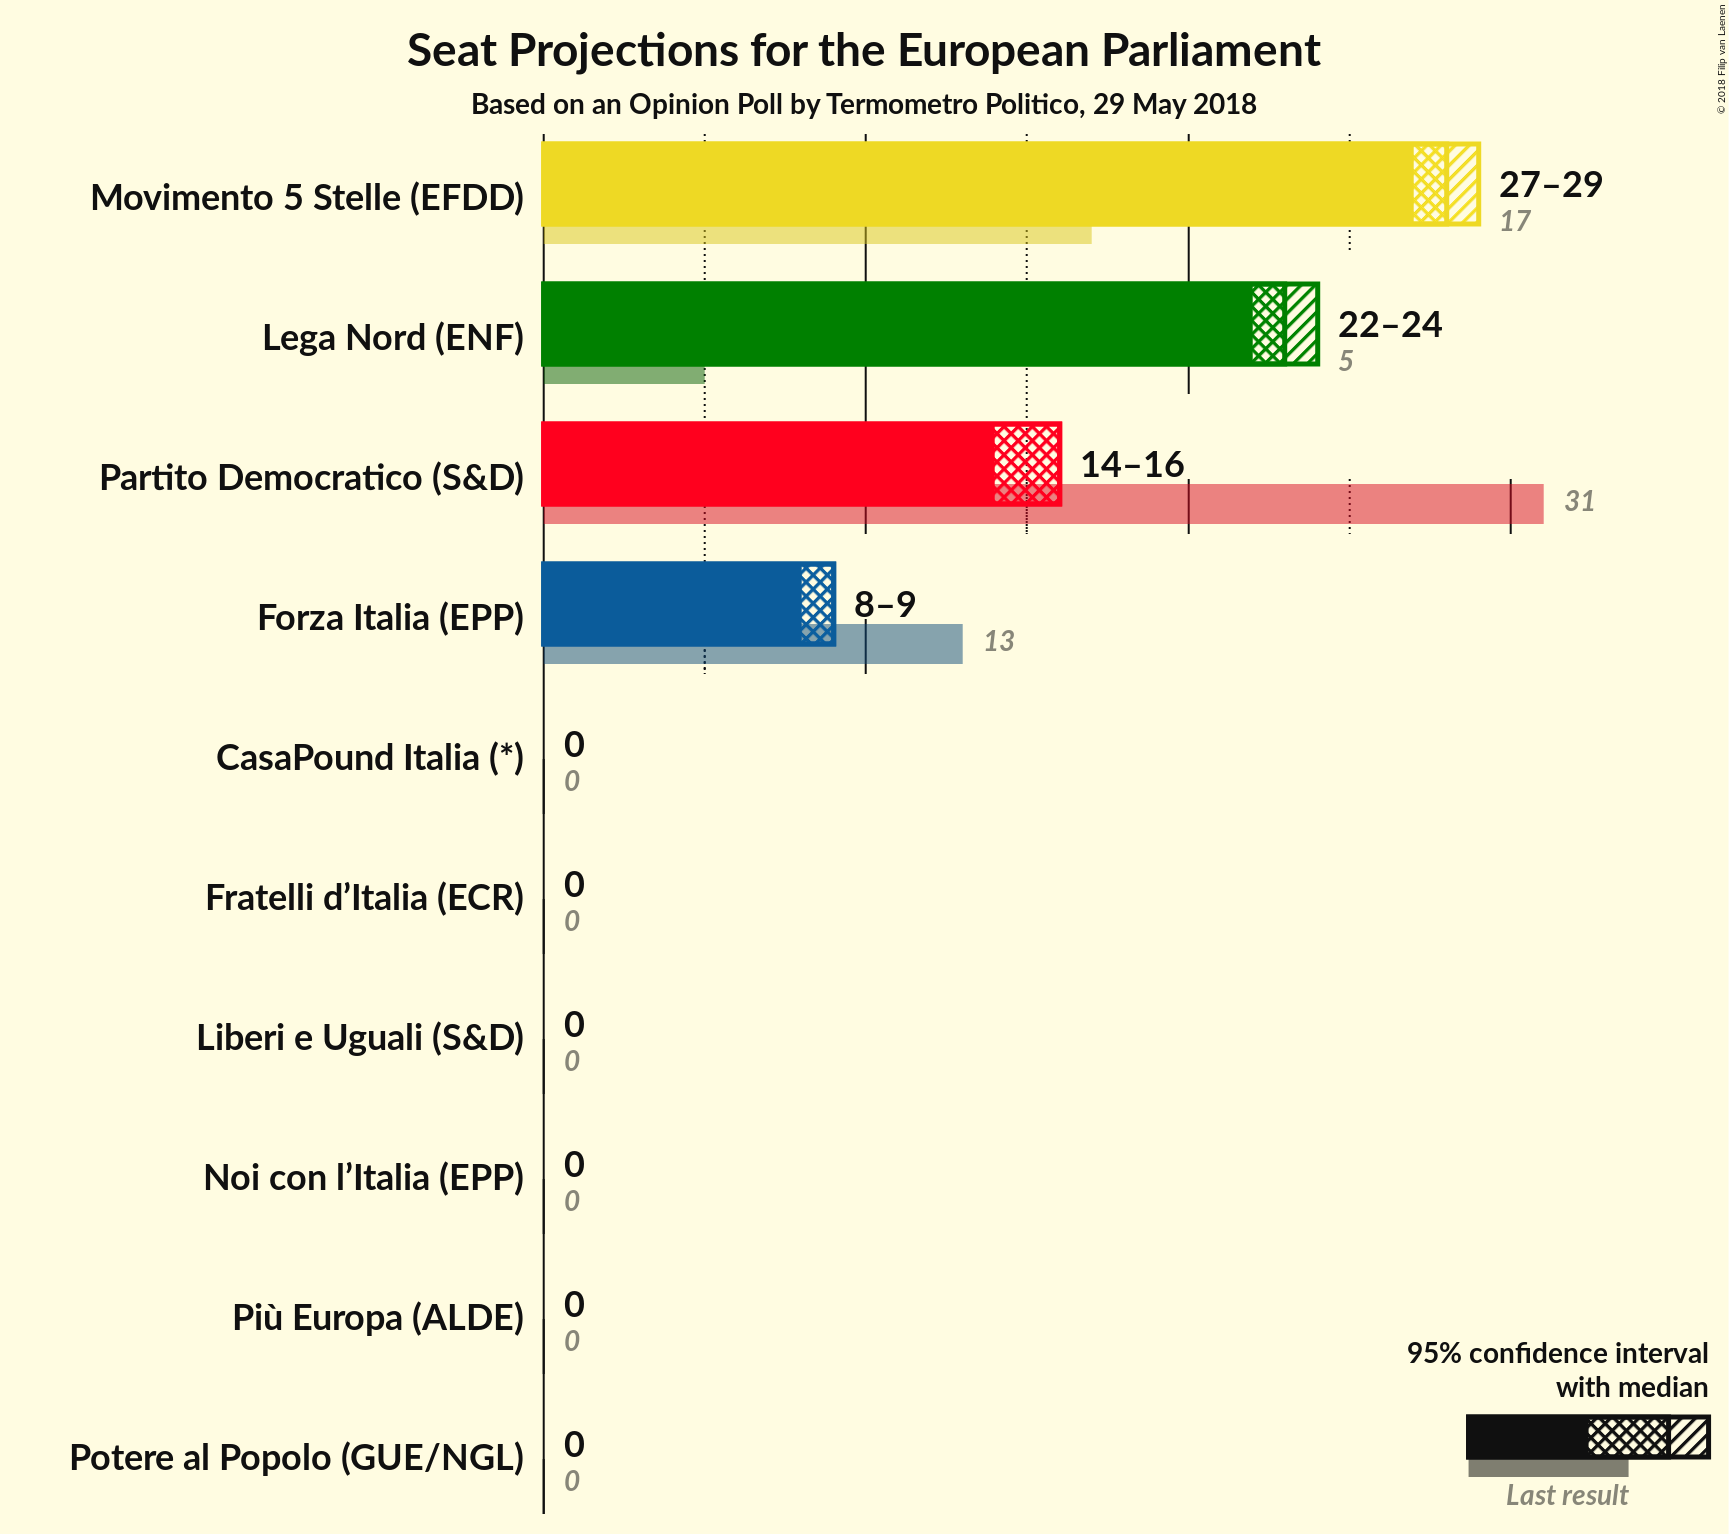 Seat Projections for the European Parliament
Based on an Opinion Poll by Termometro Politico, 29 May 2018
© 2018 Filip van Laenen
Movimento 5 Stelle (EFDD)
27–29
17
Lega Nord (ENF)
22–24
5
Partito Democratico (S&D)
14–16
31
Forza Italia (EPP)
8–9
13
CasaPound Italia (*)
0
0
Fratelli d’Italia (ECR)
0
0
Liberi e Uguali (S&D)
0
0
Noi con l’Italia (EPP)
0
0
Più Europa (ALDE)
0
0
Potere al Popolo (GUE/NGL)
0
0
95% confidence interval
with median
Last result